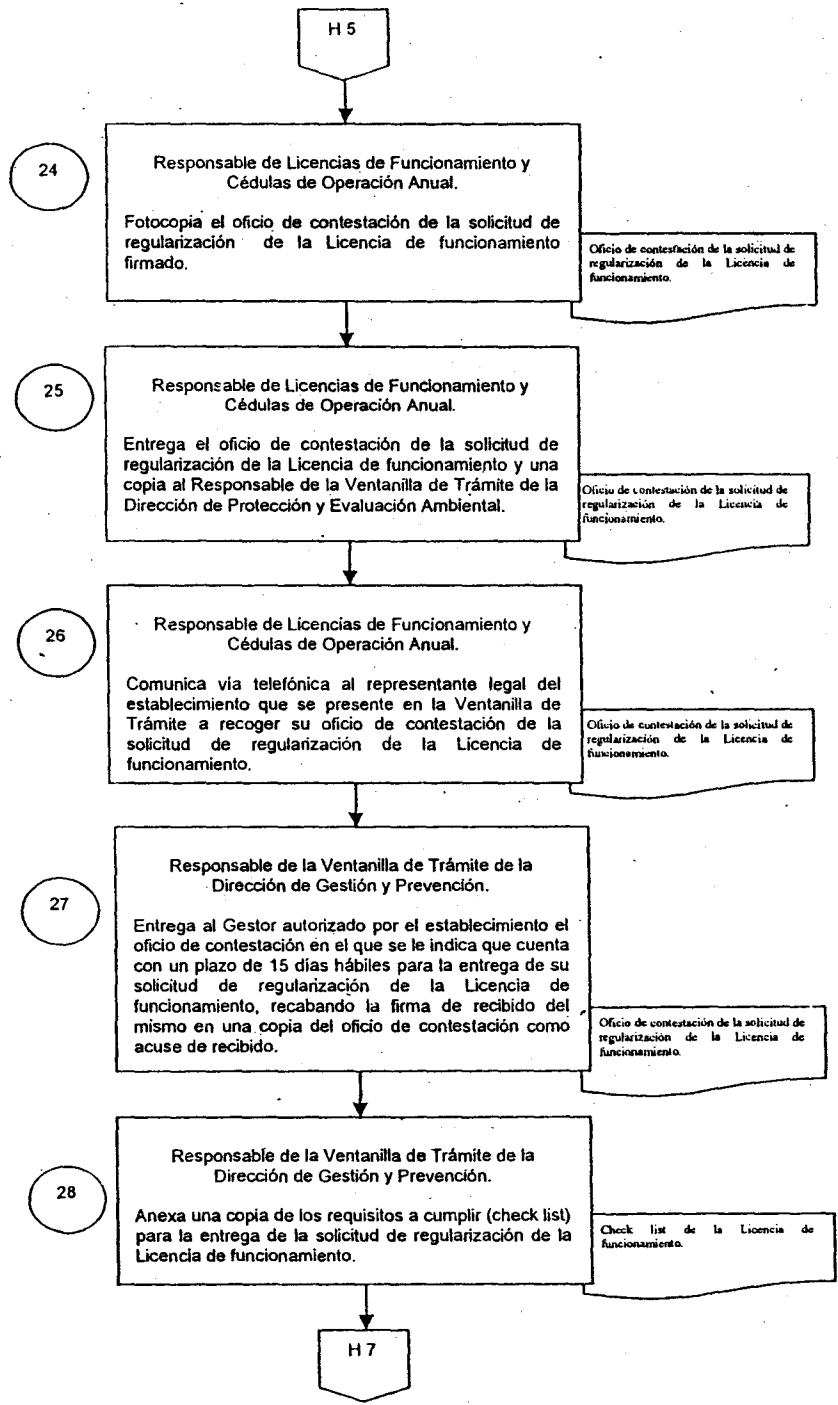 H 5
24
Responsable de Licencias de Funcionamiento y
Cédulas de Operación Anual.
Fotocopia el oficio de contestación de la solicitud de
regularización de la Licencia de funcionamiento
firmado.
Oficio de contestación de la solicitud de
regularización de la Licencia de
funcionamiento.
25
Responsable de Licencias de Funcionamiento y
Cédulas de Operación Anual.
Entrega el oficio de contestación de la solicitud de
regularización de la Licencia de funcionamiento y una
copia al Responsable de la Ventanilla de Trámite de la
Dirección de Protección y Evaluación Ambiental.
Oficio de contestación de la solicitud de
regularización de la Licencia de
funcionamiento.
26
Responsable de Licencias de Funcionamiento y
Cédulas de Operación Anual.
Comunica vía telefónica al representante legal del
establecimiento que se presente en la Ventanilla de
Trámite a recoger su oficio de contestación de la
solicitud de regularización de la Licencia de
funcionamiento.
Oficio de contestación de la solicitud de
regularización de la Licencia de
funcionamiento.
27
Responsable de la Ventanilla de Trámite de la
Dirección de Gestión y Prevención.
Entrega al Gestor autorizado por el establecimiento el
oficio de contestación en el que se le indica que cuenta
con un plazo de 15 días hábiles para la entrega de su
solicitud de regularización de la Licencia de
funcionamiento, recabando la firma de recibido del
mismo en una copia del oficio de contestación como
acuse de recibido.
Oficio de contestación de la solicitud de
regularización de la Licencia de
funcionamiento.
28
Responsable de la Ventanilla de Trámite de la
Dirección de Gestión y Prevención.
Anexa una copia de los requisitos a cumplir (check list)
para la entrega de la solicitud de regularización de la
Licencia de funcionamiento.
Check list de la Licencia de
funcionamiento.
H 7